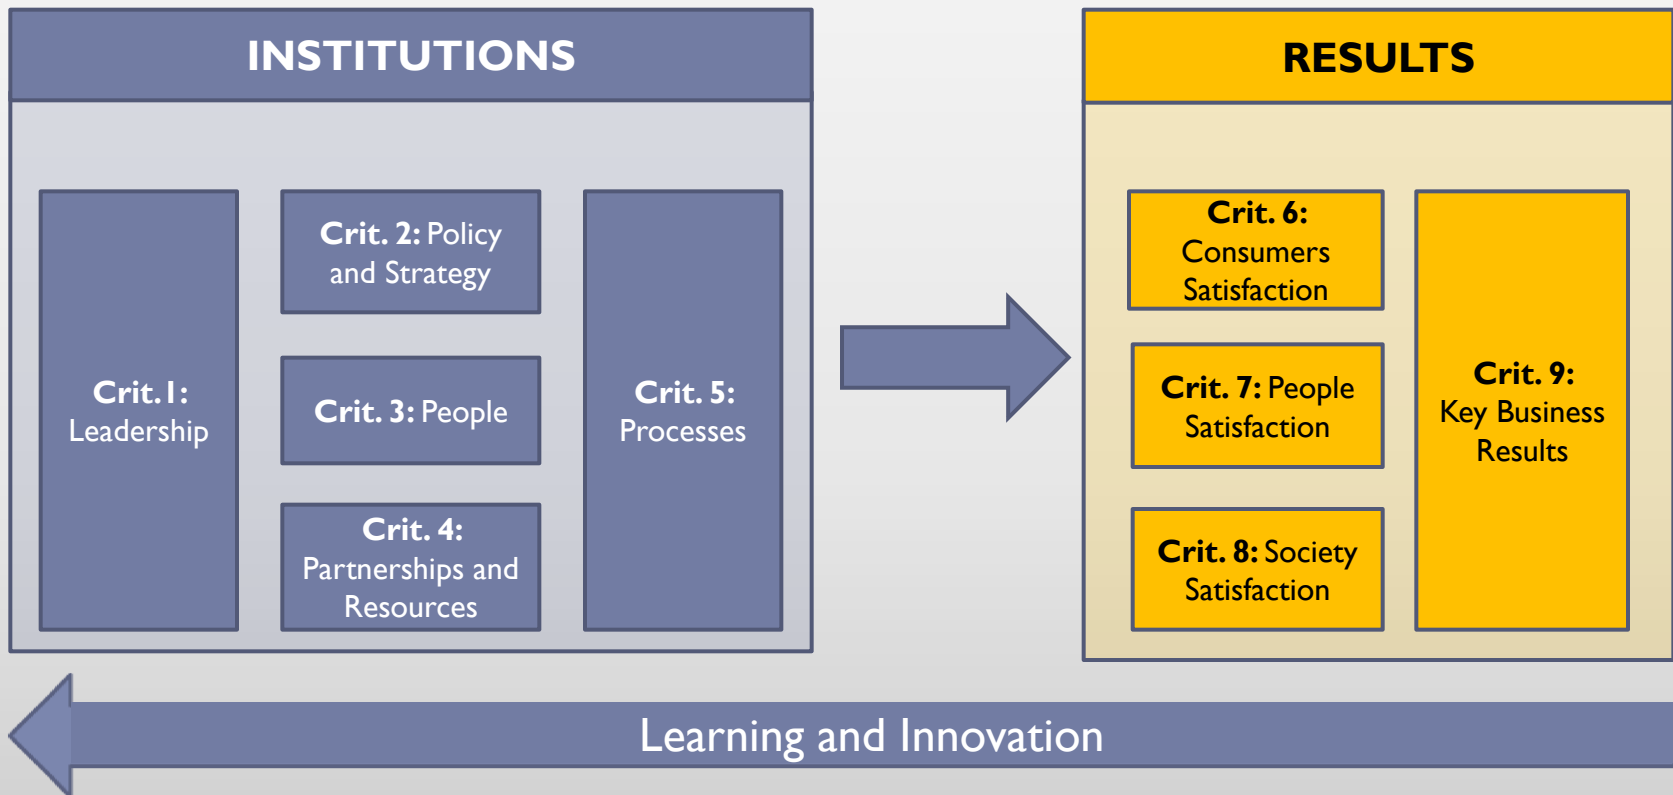 INSTITUTIONS
RESULTS
Crit.1:
Leadership
Crit. 2: Policy
and Strategy
Crit. 3: People
Crit. 4:
Partnerships and
Resources
Crit. 5:
Processes
Crit. 6:
Consumers
Satisfaction
Crit. 7: People
Satisfaction
Crit. 8: Society
Satisfaction
Crit. 9:
Key Business
Results
Learning and Innovation